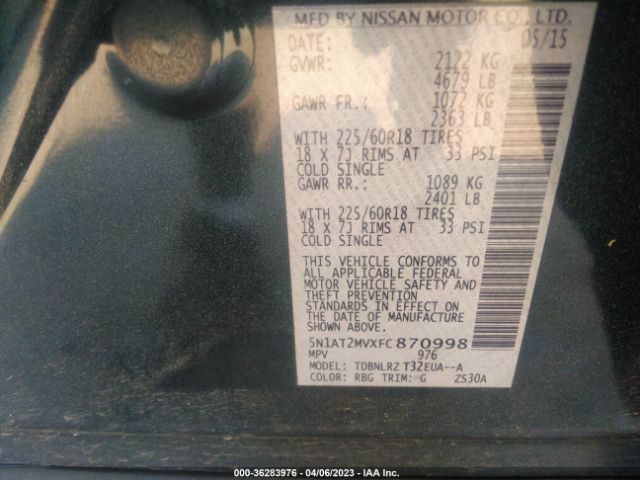 MFD BY NISSAN MOTOR CO., LTD.
DATE: 05/15
GVWR: 2122 KG
4679 LB
GAWR FR.: 1072 KG
2363 LB
WITH 225/60R18 TIRES
18 X 7J RIMS AT 33 PSI
COLD SINGLE
GAWR RR.: 1089 KG
2401 LB
WITH 225/60R18 TIRES
18 X 7J RIMS AT 33 PSI
COLD SINGLE
THIS VEHICLE CONFORMS TO
ALL APPLICABLE FEDERAL
MOTOR VEHICLE SAFETY AND
THEFT PREVENTION
STANDARDS IN EFFECT ON
THE DATE OF MANUFACTURE
SHOWN ABOVE.
5N1AT2MVXFC870998
MPV 976
MODEL: TDBNLRZ T32EUA--A
COLOR: RBG TRIM: G ZS30A
000-36283976 - 04/06/2023 - IAA Inc.